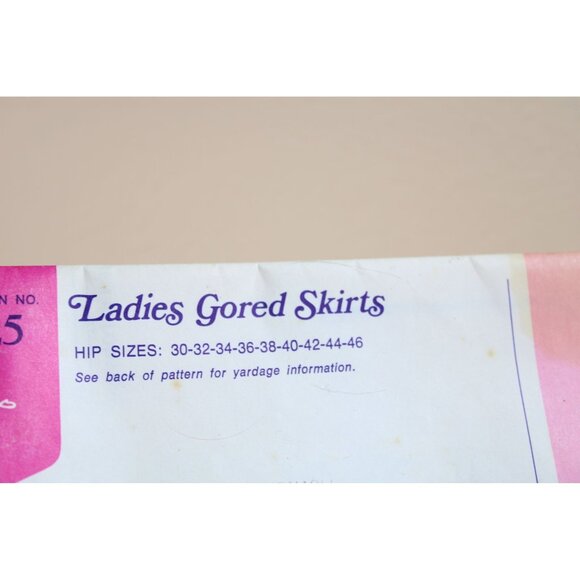 N NO.
5
Ladies Gored Skirts
HIP SIZES: 30-32-34-36-38-40-42-44-46
See back of pattern for yardage information.